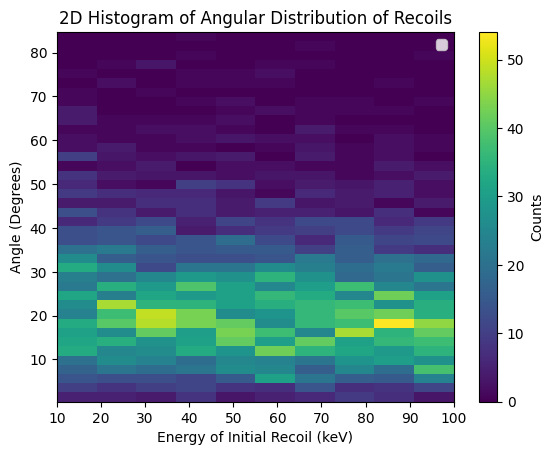 2D Histogram of Angular Distribution of Recoils
80
70
60
50
40
30
20
10
Angle (Degrees)
10 20 30 40 50 60 70 80 90 100
Energy of Initial Recoil (keV)
50
40
30
20
10
0
Counts